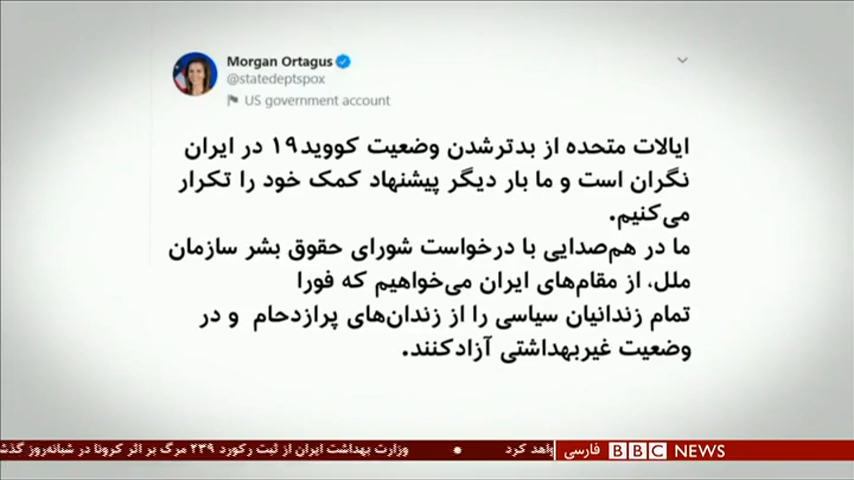 Morgan Ortagus
@statedeptspox
US government account
ایالات متحده از بدترشدن وضعیت کووید۱۹ در ایران
نگران است و ما بار دیگر پیشنهاد کمک خود را تکرار
می‌کنیم.
ما در هم‌صدایی با درخواست شورای حقوق بشر سازمان
ملل، از مقام‌های ایران می‌خواهیم که فورا
تمام زندانیان سیاسی را از زندان‌های پرازدحام و در
وضعیت غیربهداشتی آزادکنند.
BBC NEWS فارسی
واهد کرد • وزارت بهداشت ایران از ثبت رکورد ۲۳۹ مرگ بر اثر کرونا در شبانه‌روز گذش